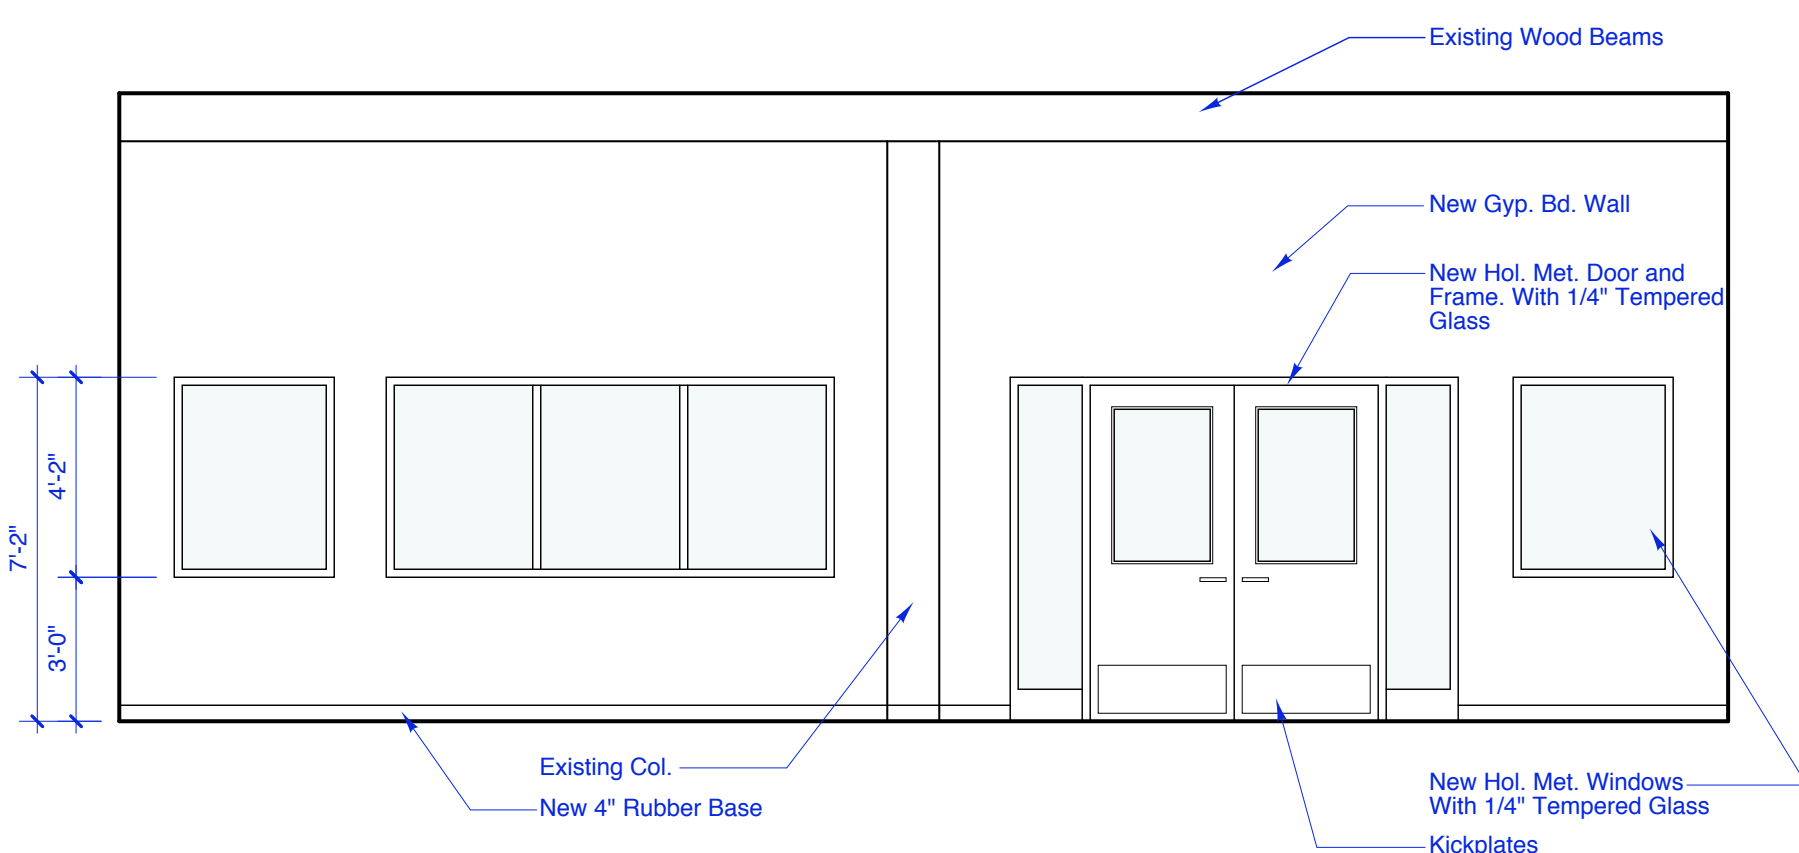 Existing Wood Beams
New Gyp. Bd. Wall
New Hol. Met. Door and
Frame. With 1/4" Tempered
Glass
4'-2"
7'-2"
3'-0"
Existing Col.
New 4" Rubber Base
New Hol. Met. Windows
With 1/4" Tempered Glass
Kickplates